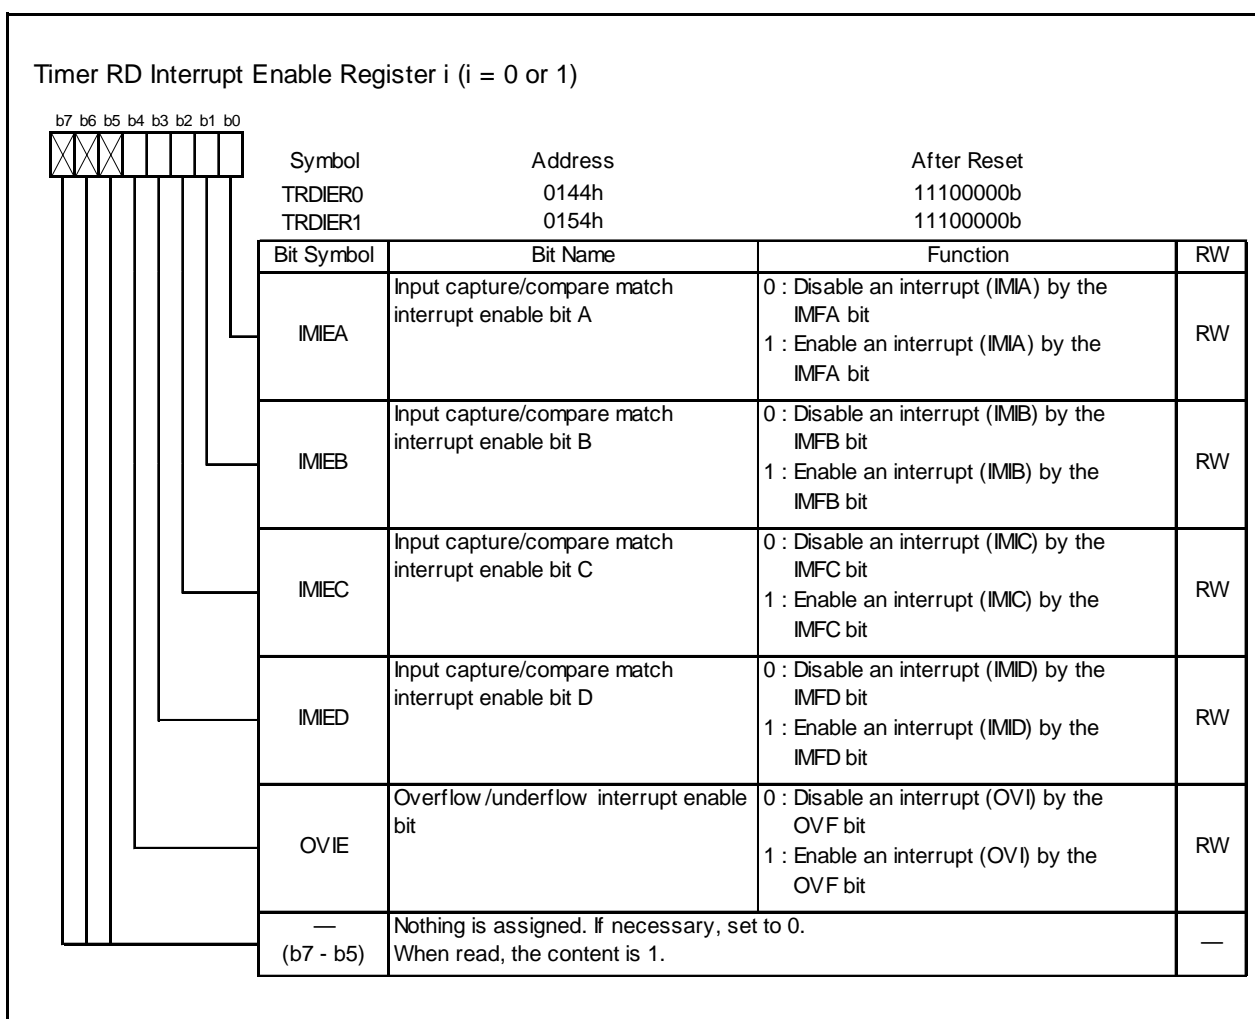 Timer RD Interrupt Enable Register i (i = 0 or 1)
b7 b6 b5 b4 b3 b2 b1 b0
Symbol Address After Reset
TRDIER0 0144h 11100000b
TRDIER1 0154h 11100000b
Bit Symbol Bit Name Function RW
IMIEA
Input capture/compare match
interrupt enable bit A
0 : Disable an interrupt (IMIA) by the
IMFA bit
1 : Enable an interrupt (IMIA) by the
IMFA bit
RW
IMIEB
Input capture/compare match
interrupt enable bit B
0 : Disable an interrupt (IMIB) by the
IMFB bit
1 : Enable an interrupt (IMIB) by the
IMFB bit
RW
IMIEC
Input capture/compare match
interrupt enable bit C
0 : Disable an interrupt (IMIC) by the
IMFC bit
1 : Enable an interrupt (IMIC) by the
IMFC bit
RW
IMIED
Input capture/compare match
interrupt enable bit D
0 : Disable an interrupt (IMID) by the
IMFD bit
1 : Enable an interrupt (IMID) by the
IMFD bit
RW
OVIE
Overflow/underflow interrupt enable
bit
0 : Disable an interrupt (OVI) by the
OVF bit
1 : Enable an interrupt (OVI) by the
OVF bit
RW
—
(b7 - b5)
Nothing is assigned. If necessary, set to 0.
When read, the content is 1.
—